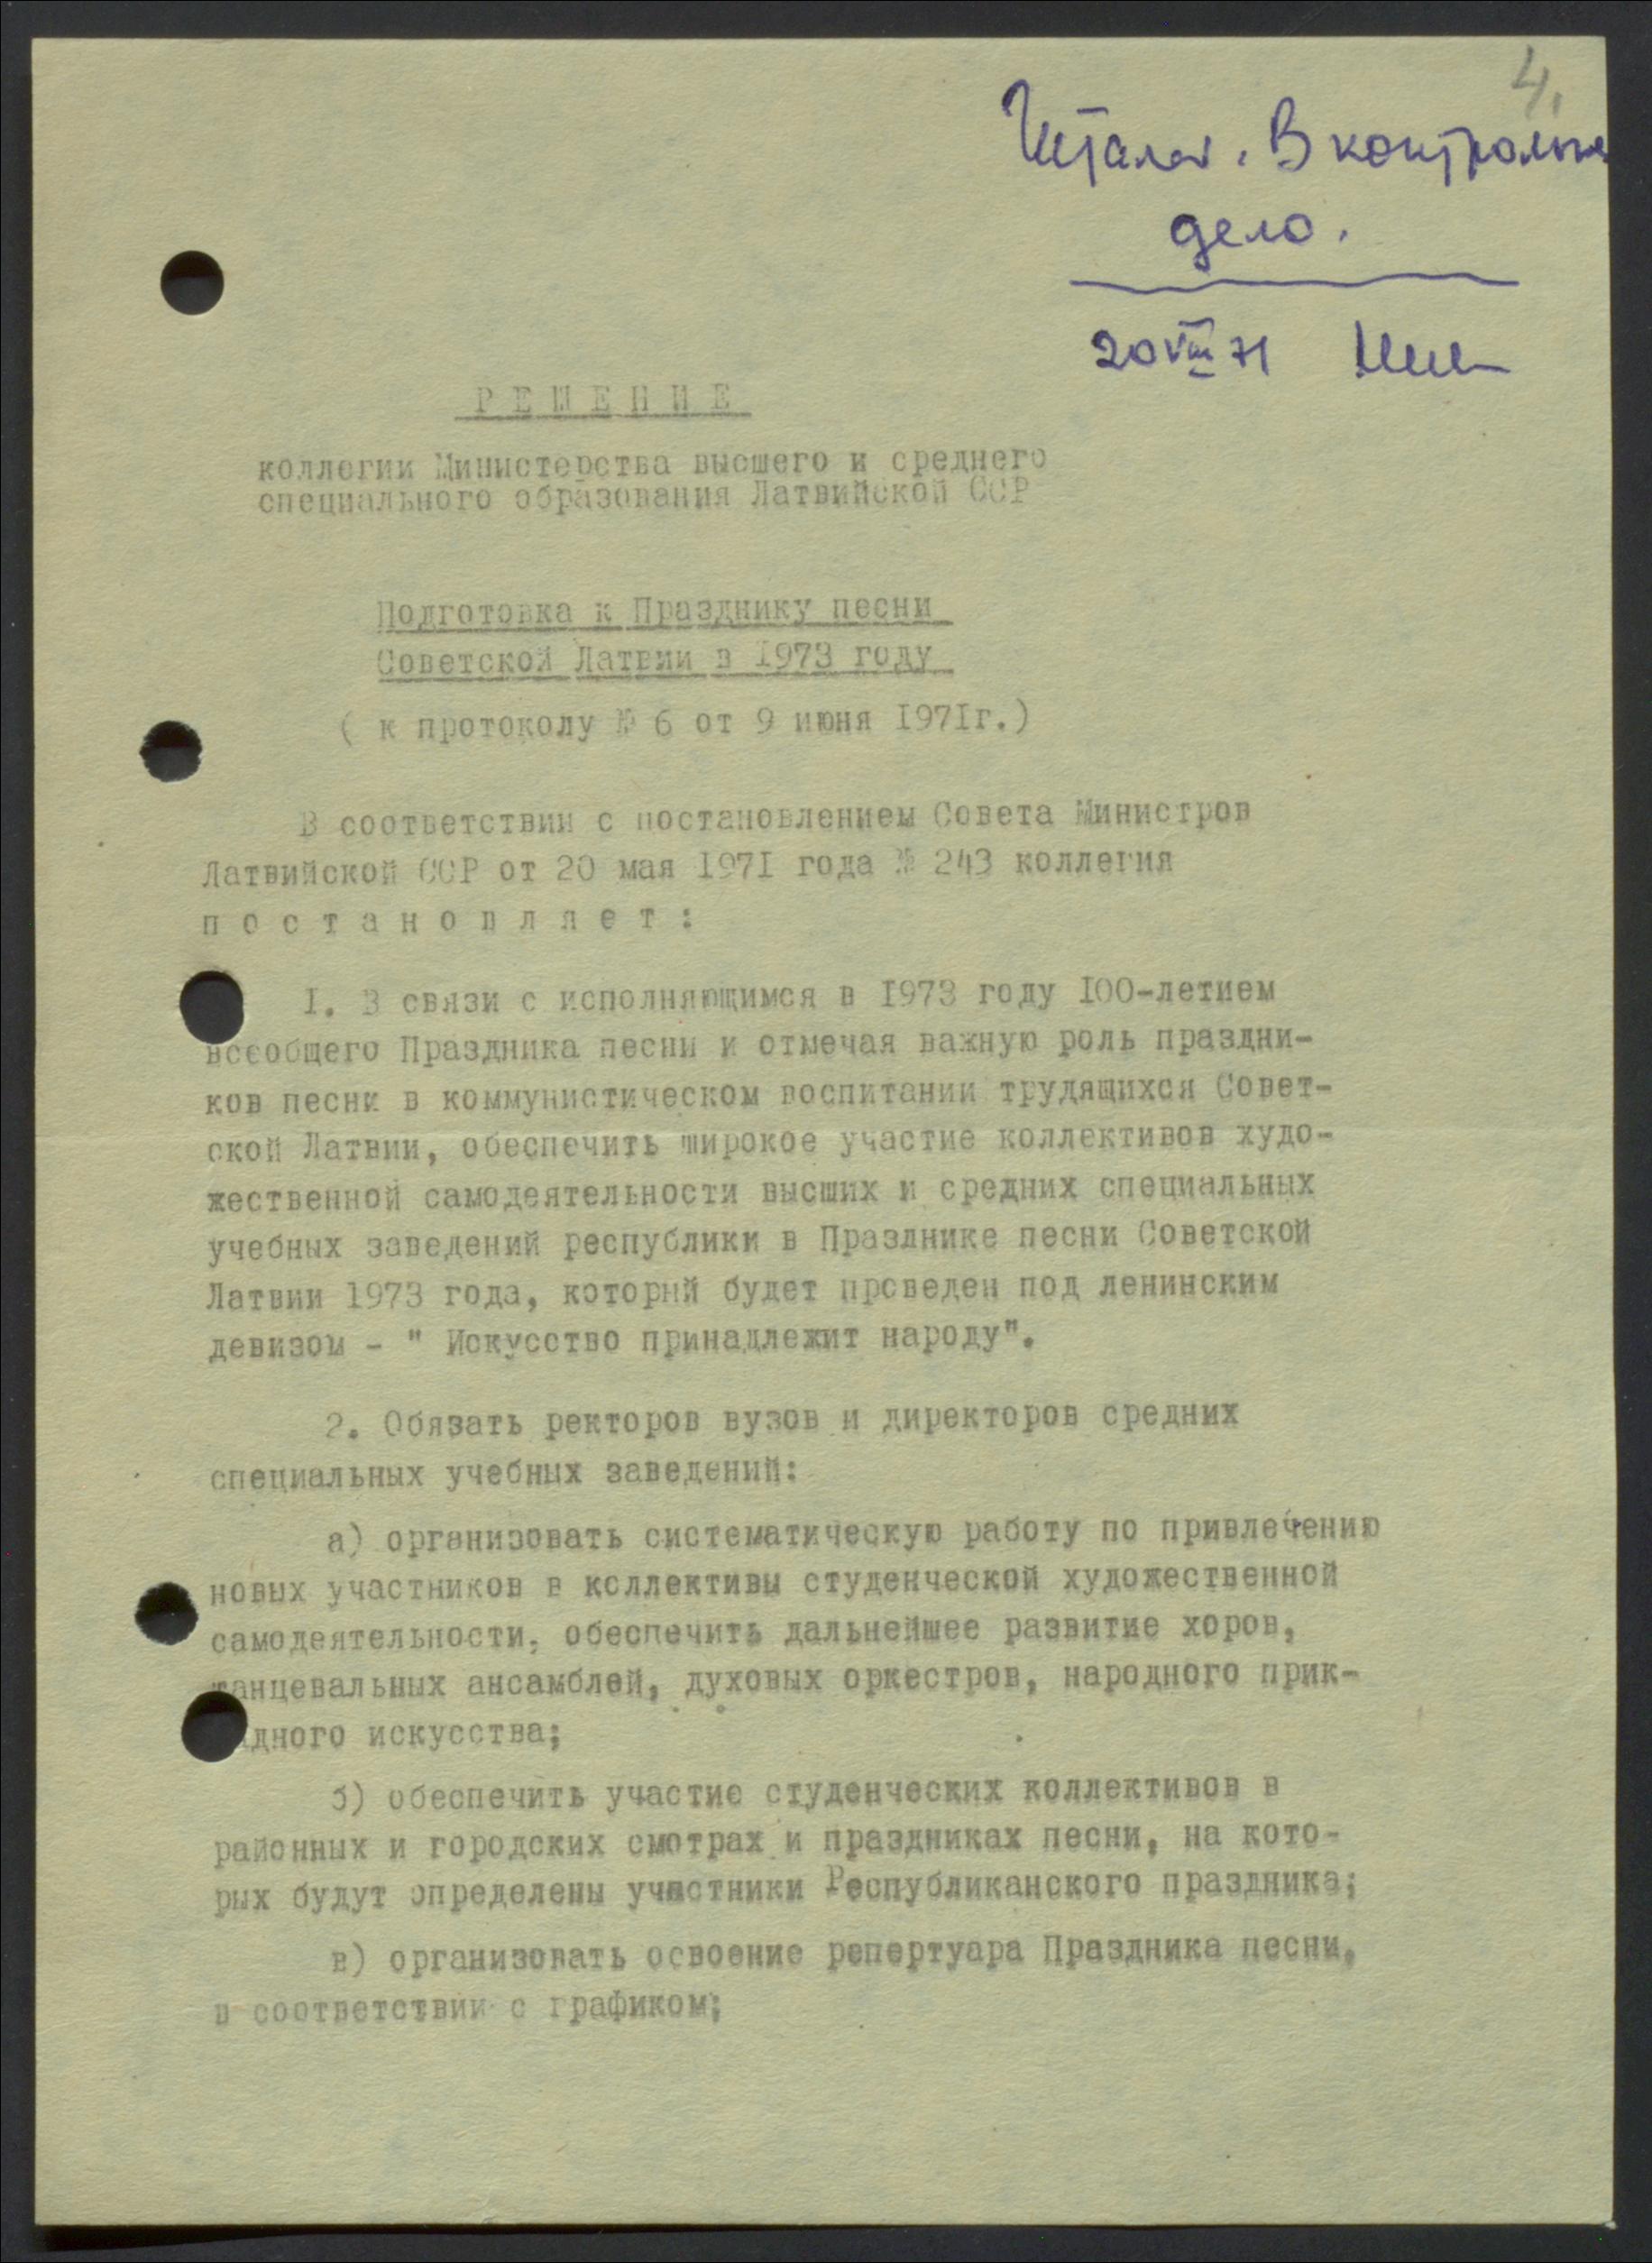 4.
Читал. В контрольн
дело.
20 VIII 71
РЕШЕНИЕ
коллегии Министерства высшего и среднего
специального образования Латвийской ССР
Подготовка к Празднику песни
Советской Латвии в 1973 году
( к протоколу № 6 от 9 июня 1971г.)
В соответствии с постановлением Совета Министров
Латвийской ССР от 20 мая 1971 года № 243 коллегия
п о с т а н о в л я е т :
1. В связи с исполняющимся в 1973 году 100-летием
всеобщего Праздника песни и отмечая важную роль праздни-
ков песни в коммунистическом воспитании трудящихся Совет-
ской Латвии, обеспечить широкое участие коллективов худо-
жественной самодеятельности высших и средних специальных
учебных заведений республики в Празднике песни Советской
Латвии 1973 года, который будет проведен под ленинским
девизом - " Искусство принадлежит народу".
2. Обязать ректоров вузов и директоров средних
специальных учебных заведений:
а) организовать систематическую работу по привлечению
новых участников в коллективы студенческой художественной
самодеятельности, обеспечить дальнейшее развитие хоров,
танцевальных ансамблей, духовых оркестров, народного прик-
адного искусства;
б) обеспечить участие студенческих коллективов в
районных и городских смотрах и праздниках песни, на кото-
рых будут определены участники Республиканского праздника;
в) организовать освоение репертуара Праздника песни,
в соответствии с графиком;